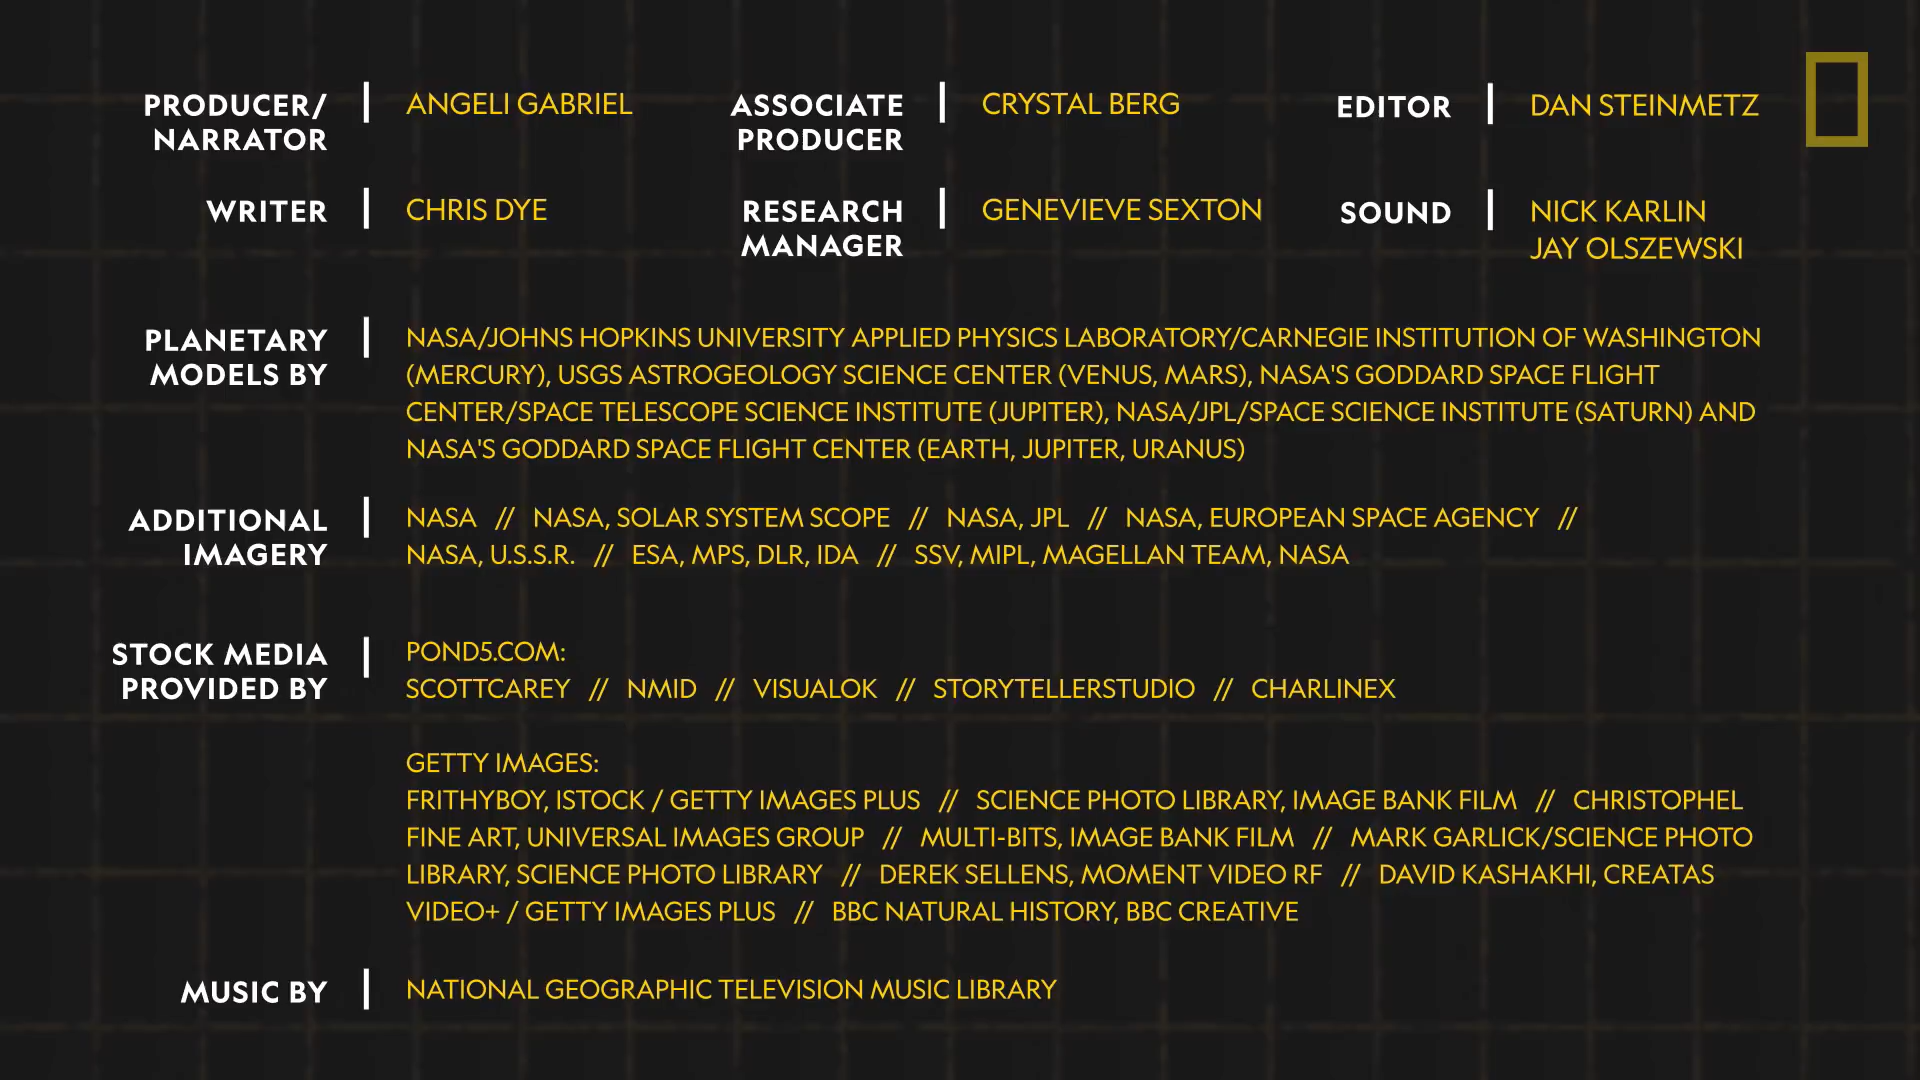 PRODUCER/
NARRATOR
ANGELI GABRIEL
ASSOCIATE
PRODUCER
CRYSTAL BERG
EDITOR
DAN STEINMETZ
WRITER
CHRIS DYE
RESEARCH
MANAGER
GENEVIEVE SEXTON
SOUND
NICK KARLIN
JAY OLSZEWSKI
PLANETARY
MODELS BY
NASA/JOHNS HOPKINS UNIVERSITY APPLIED PHYSICS LABORATORY/CARNEGIE INSTITUTION OF WASHINGTON
(MERCURY), USGS ASTROGEOLOGY SCIENCE CENTER (VENUS, MARS), NASA'S GODDARD SPACE FLIGHT
CENTER/SPACE TELESCOPE SCIENCE INSTITUTE (JUPITER), NASA/JPL/SPACE SCIENCE INSTITUTE (SATURN) AND
NASA'S GODDARD SPACE FLIGHT CENTER (EARTH, JUPITER, URANUS)
ADDITIONAL
IMAGERY
NASA // NASA, SOLAR SYSTEM SCOPE // NASA, JPL // NASA, EUROPEAN SPACE AGENCY //
NASA, U.S.S.R. // ESA, MPS, DLR, IDA // SSV, MIPL, MAGELLAN TEAM, NASA
STOCK MEDIA
PROVIDED BY
POND5.COM:
SCOTTCAREY // NMID // VISUALOK // STORYTELLERSTUDIO // CHARLINEX
GETTY IMAGES:
FRITHYBOY, ISTOCK / GETTY IMAGES PLUS // SCIENCE PHOTO LIBRARY, IMAGE BANK FILM // CHRISTOPHEL
FINE ART, UNIVERSAL IMAGES GROUP // MULTI-BITS, IMAGE BANK FILM // MARK GARLICK/SCIENCE PHOTO
LIBRARY, SCIENCE PHOTO LIBRARY // DEREK SELLENS, MOMENT VIDEO RF // DAVID KASHAKHI, CREATAS
VIDEO+ / GETTY IMAGES PLUS // BBC NATURAL HISTORY, BBC CREATIVE
MUSIC BY
NATIONAL GEOGRAPHIC TELEVISION MUSIC LIBRARY